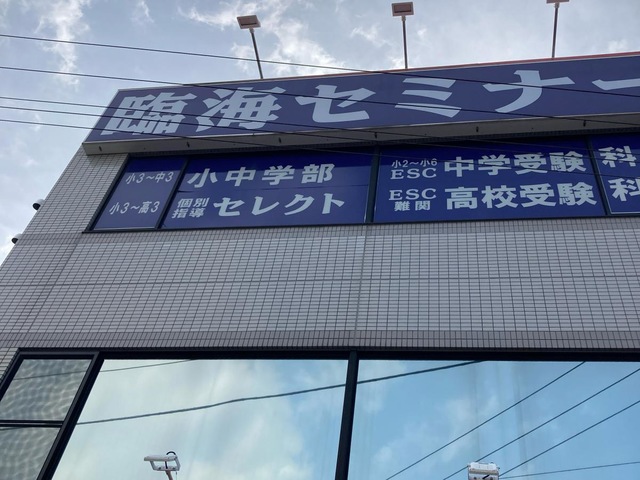 臨海セミナー
小3～中3 小中学部
小3～高3 個別指導 セレクト
小2～小6 ESC 中学受験 科
ESC 難関 高校受験 科